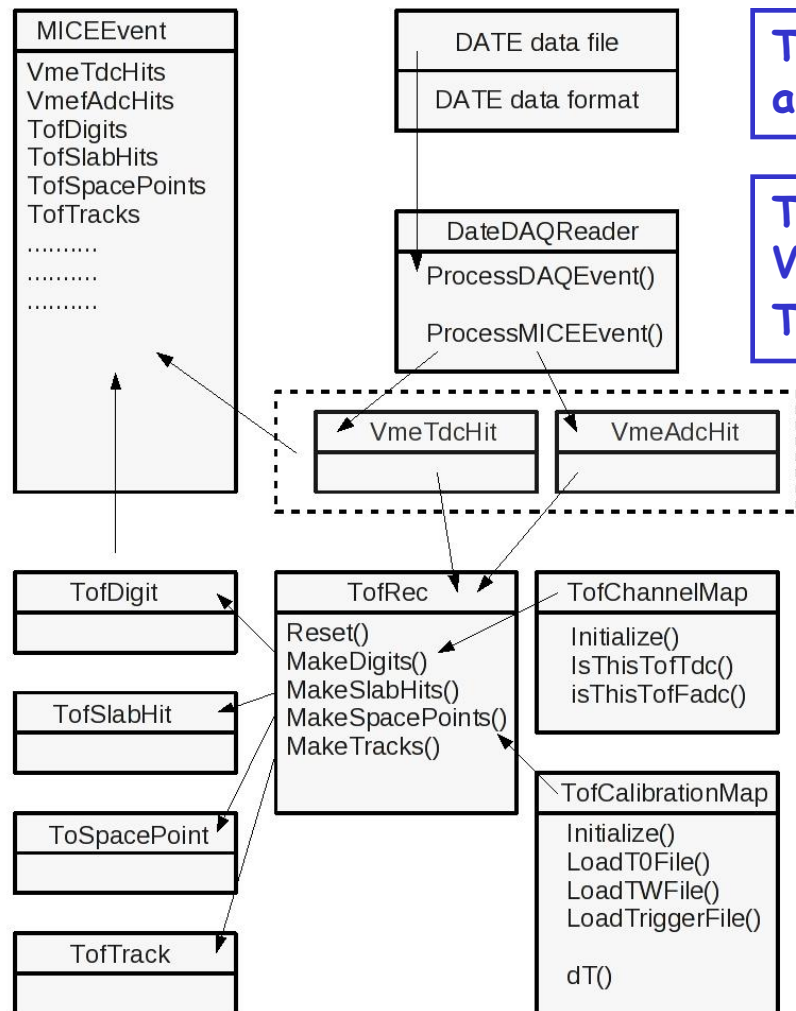 MICEEvent
VmeTdcHits
VmefAdcHits
TofDigits
TofSlabHits
TofSpacePoints
TofTracks
..........
..........
..........
DATE data file
DATE data format
T
a
T
V
T
DateDAQReader
ProcessDAQEvent()
ProcessMICEEvent()
VmeTdcHit
VmeAdcHit
TofDigit
TofSlabHit
ToSpacePoint
TofTrack
TofRec
Reset()
MakeDigits()
MakeSlabHits()
MakeSpacePoints()
MakeTracks()
TofChannelMap
Initialize()
IsThisTofTdc()
isThisTofFadc()
TofCalibrationMap
Initialize()
LoadT0File()
LoadTWFile()
LoadTriggerFile()
dT()